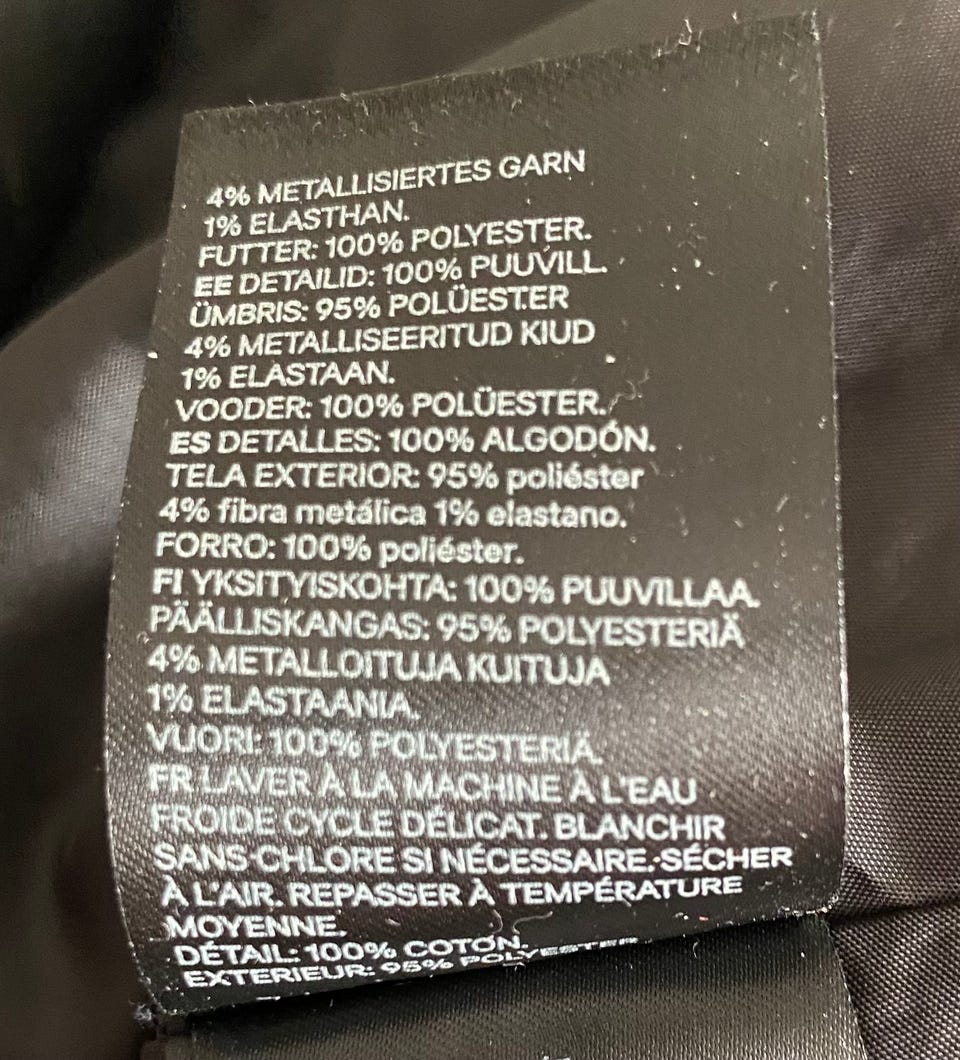 4% METALLISIERTES GARN
1% ELASTHAN.
FUTTER: 100% POLYESTER.
EE DETAILID: 100% PUUVILL.
ÜMBRIS: 95% POLÜESTER
4% METALLISEERITUD KIUD
1% ELASTAAN.
VOODER: 100% POLÜESTER.
ES DETALLES: 100% ALGODÓN.
TELA EXTERIOR: 95% poliéster
4% fibra metálica 1% elastano.
FORRO: 100% poliéster.
FI YKSITYISKOHTA: 100% PUUVILLAA.
PÄÄLLISKANGAS: 95% POLYESTERIÄ
4% METALLOITUJA KUITUJA
1% ELASTAANIA.
VUORI: 100% POLYESTERIÄ.
FR LAVER À LA MACHINE À L'EAU
FROIDE CYCLE DÉLICAT. BLANCHIR
SANS CHLORE SI NÉCESSAIRE. SÉCHER
À L'AIR. REPASSER À TEMPÉRATURE
MOYENNE.
DÉTAIL: 100% COTON.
EXTERIEUR: 95% POLYESTER